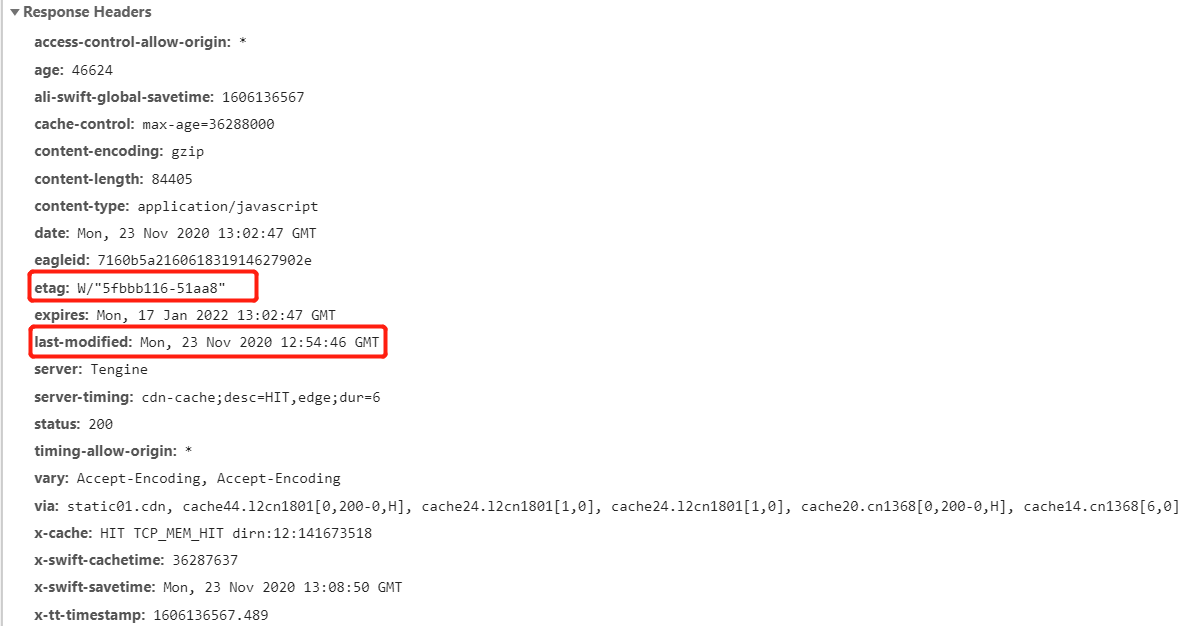 Response Headers
access-control-allow-origin: *
age: 46624
ali-swift-global-savetime: 1606136567
cache-control: max-age=36288000
content-encoding: gzip
content-length: 84405
content-type: application/javascript
date: Mon, 23 Nov 2020 13:02:47 GMT
eagleid: 7160b5a216061831914627902e
etag: W/"5fbbb116-51aa8"
expires: Mon, 17 Jan 2022 13:02:47 GMT
last-modified: Mon, 23 Nov 2020 12:54:46 GMT
server: Tengine
server-timing: cdn-cache;desc=HIT,edge;dur=6
status: 200
timing-allow-origin: *
vary: Accept-Encoding, Accept-Encoding
via: static01.cdn, cache44.l2cn1801[0,200-0,H], cache24.l2cn1801[1,0], cache24.l2cn1801[1,0], cache20.cn1368[0,200-0,H], cache14.cn1368[6,0]
x-cache: HIT TCP_MEM_HIT dirn:12:141673518
x-swift-cachetime: 36287637
x-swift-savetime: Mon, 23 Nov 2020 13:08:50 GMT
x-tt-timestamp: 1606136567.489